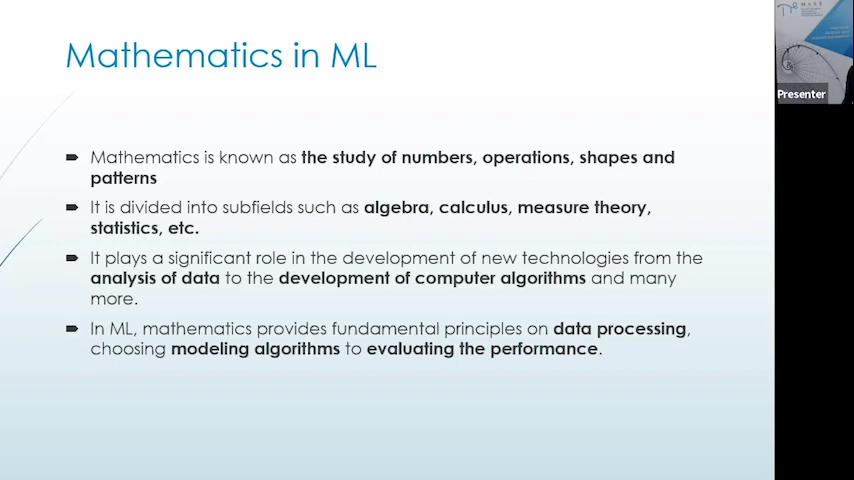 Mathematics in ML
Mathematics is known as the study of numbers, operations, shapes and
patterns
It is divided into subfields such as algebra, calculus, measure theory,
statistics, etc.
It plays a significant role in the development of new technologies from the
analysis of data to the development of computer algorithms and many
more.
In ML, mathematics provides fundamental principles on data processing,
choosing modeling algorithms to evaluating the performance.
Presenter